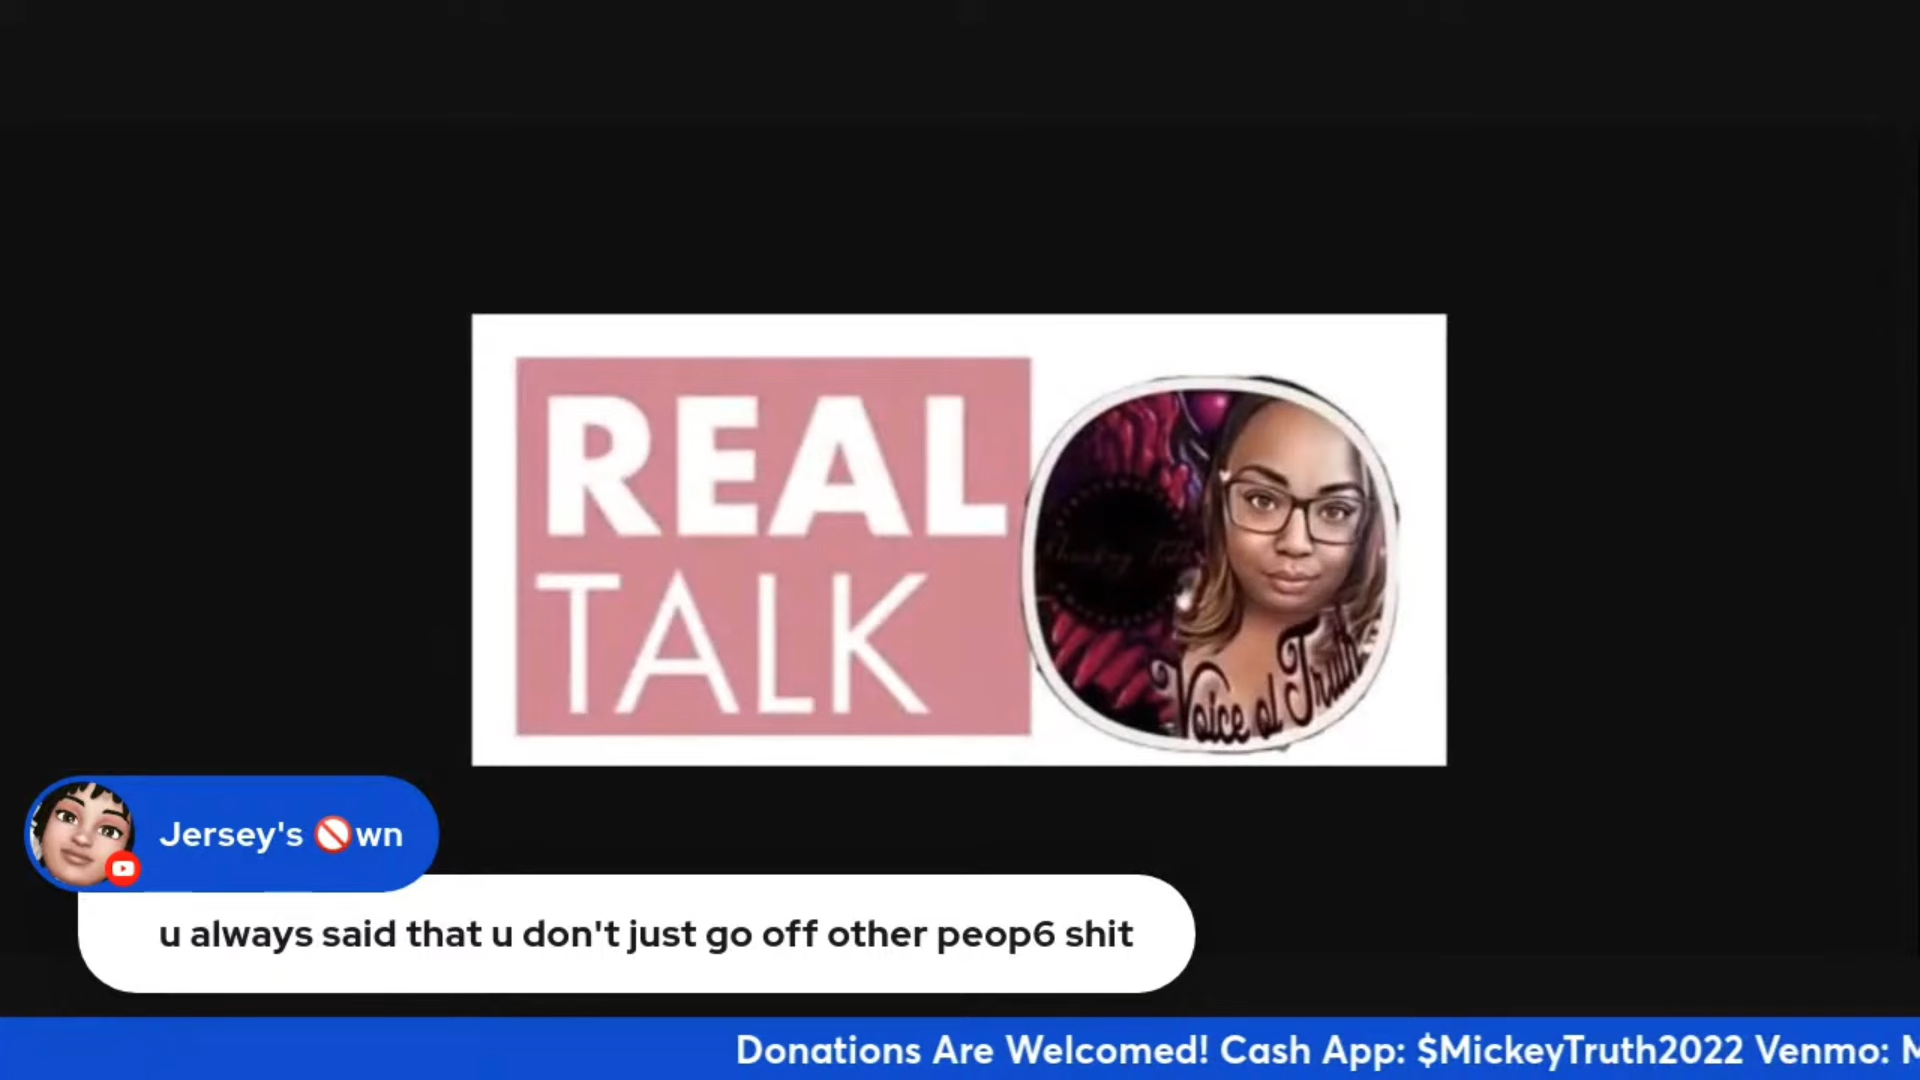 REAL
TALK
Voice of Truth
Jersey's 🚫wn
u always said that u don't just go off other peop6 shit
Donations Are Welcomed! Cash App: $MickeyTruth2022 Venmo: M